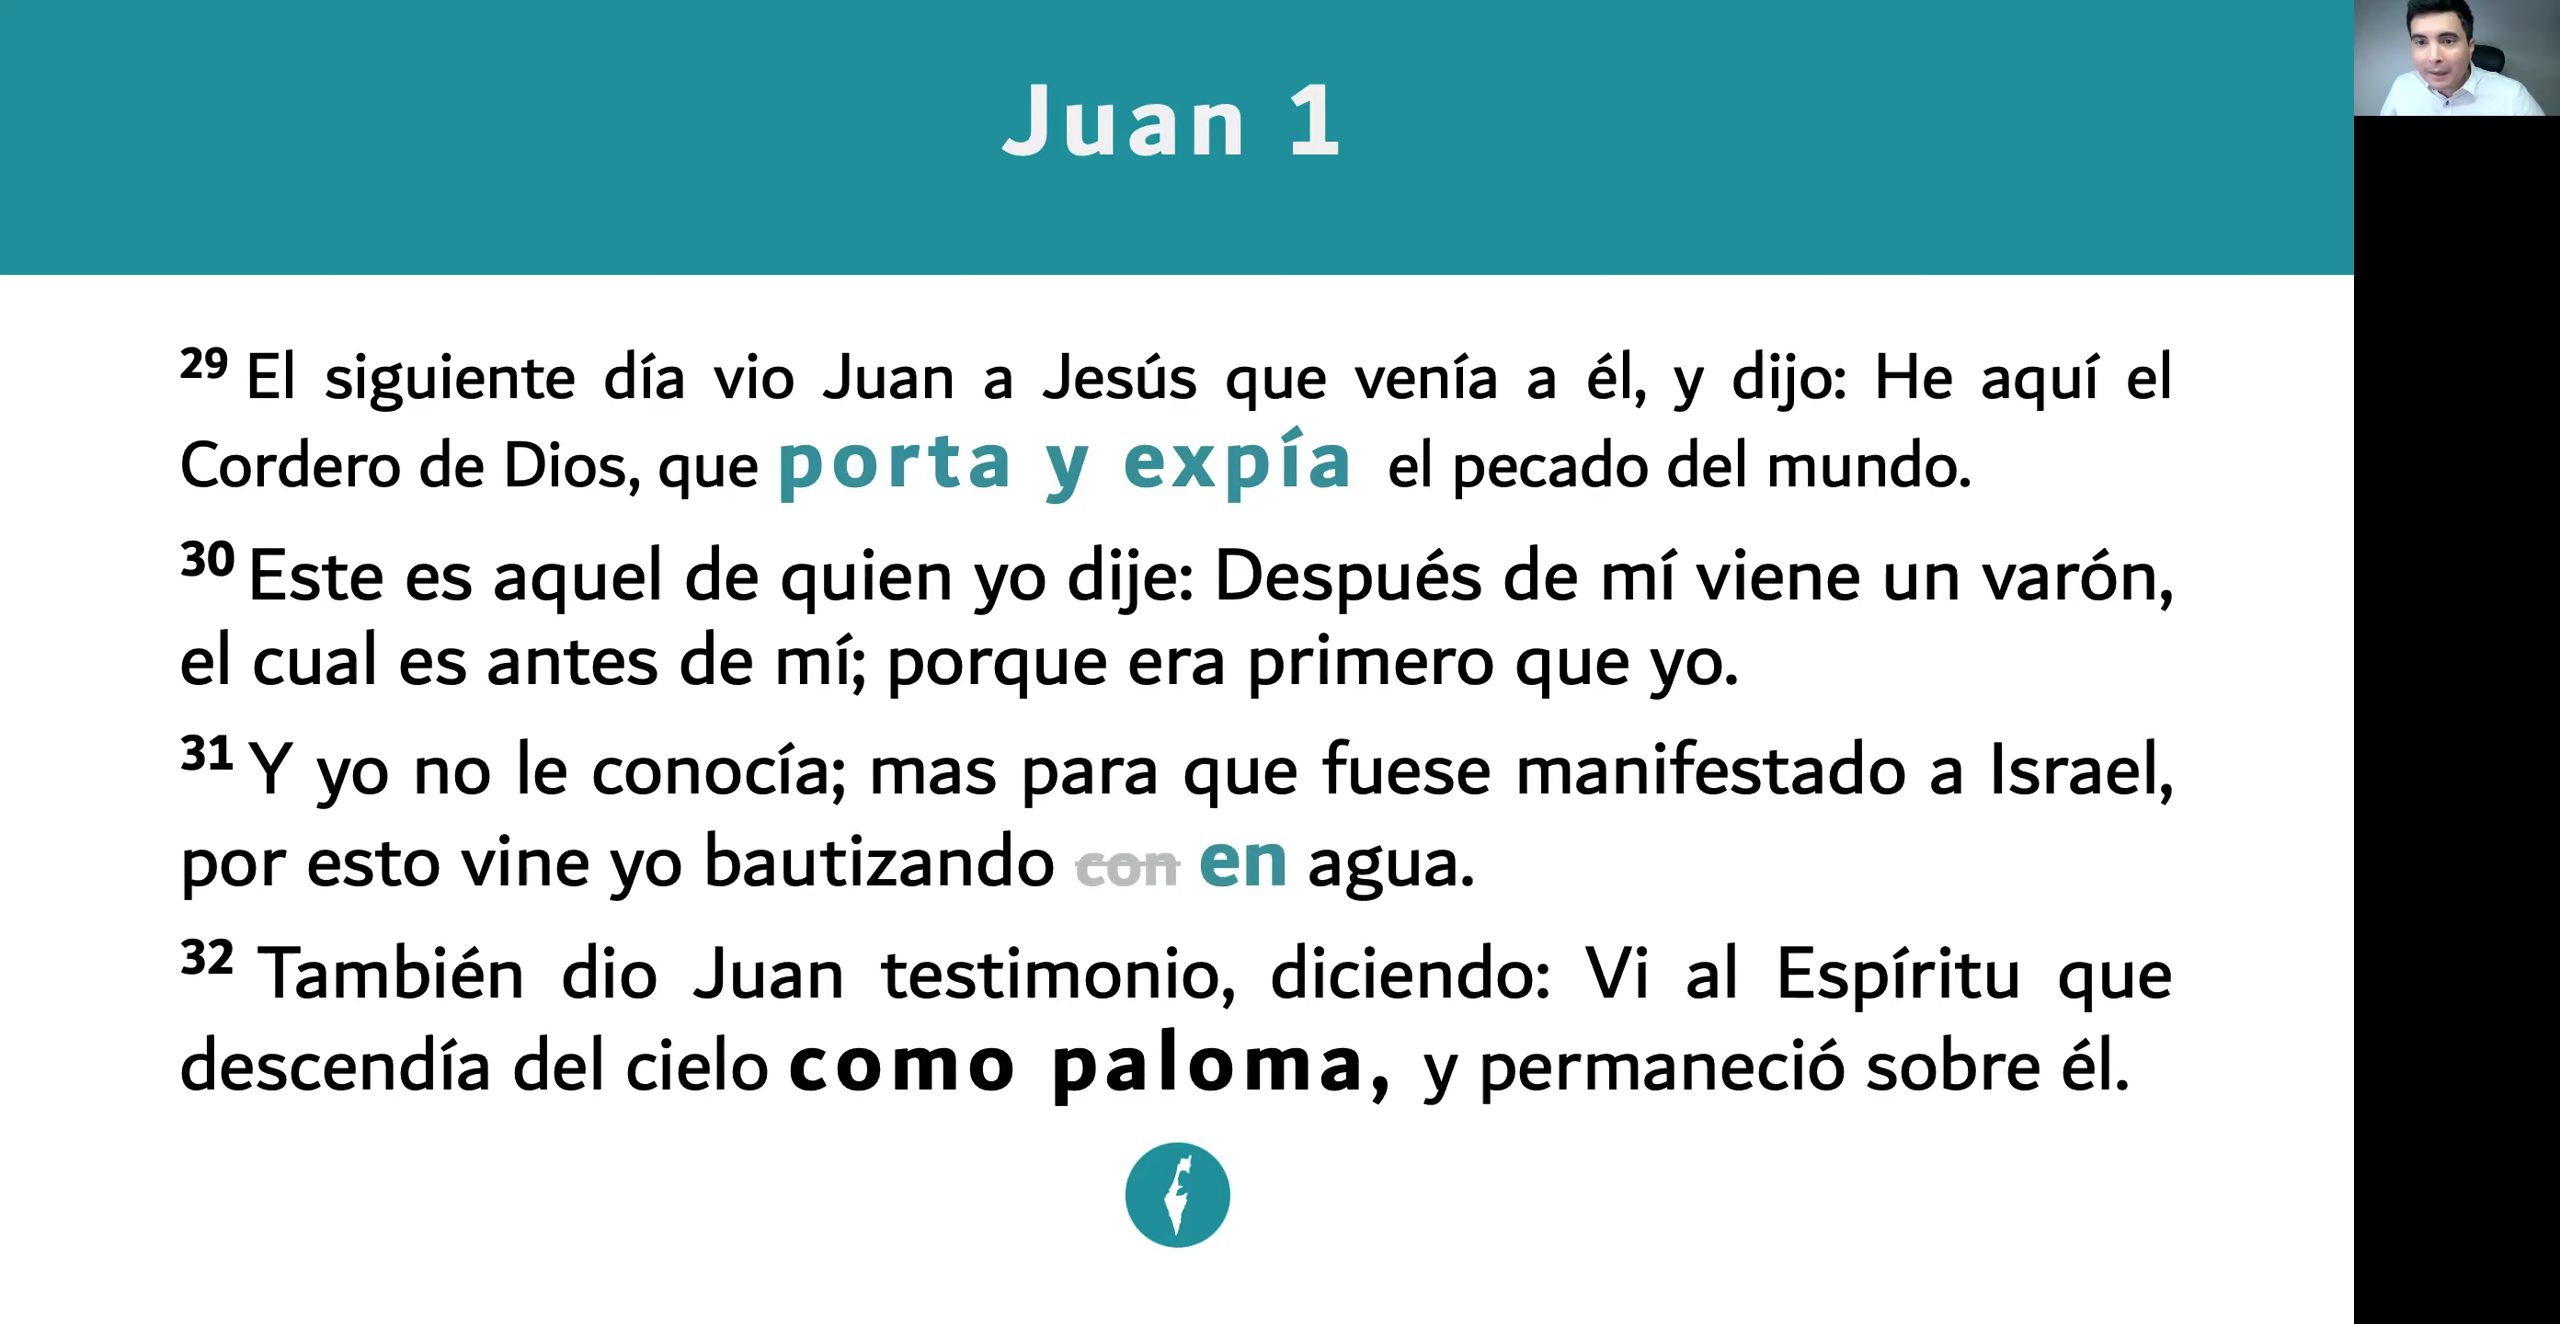 Juan 1
29 El siguiente día vio Juan a Jesús que venía a él, y dijo: He aquí el
Cordero de Dios, que porta y expía el pecado del mundo.
30 Este es aquel de quien yo dije: Después de mí viene un varón,
el cual es antes de mí; porque era primero que yo.
31 Y yo no le conocía; mas para que fuese manifestado a Israel,
por esto vine yo bautizando con en agua.
32 También dio Juan testimonio, diciendo: Vi al Espíritu que
descendía del cielo como paloma, y permaneció sobre él.